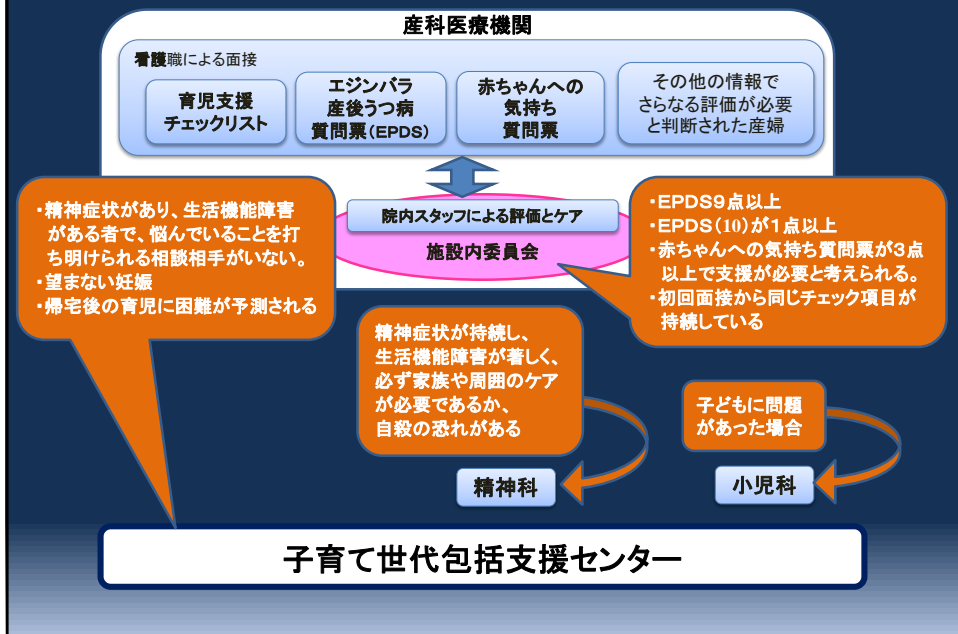 産科医療機関
看護職による面接
育児支援
チェックリスト
エジンバラ
産後うつ病
質問票(EPDS)
赤ちゃんへの
気持ち
質問票
その他の情報で
さらなる評価が必要
と判断された産婦
院内スタッフによる評価とケア
施設内委員会
・精神症状があり、生活機能障害
がある者で、悩んでいることを打
ち明けられる相談相手がいない。
・望まない妊娠
・帰宅後の育児に困難が予測される
・EPDS9点以上
・EPDS(10)が1点以上
・赤ちゃんへの気持ち質問票が3点
以上で支援が必要と考えられる。
・初回面接から同じチェック項目が
持続している
精神症状が持続し、
生活機能障害が著しく、
必ず家族や周囲のケア
が必要であるか、
自殺の恐れがある
子どもに問題
があった場合
精神科
小児科
子育て世代包括支援センター